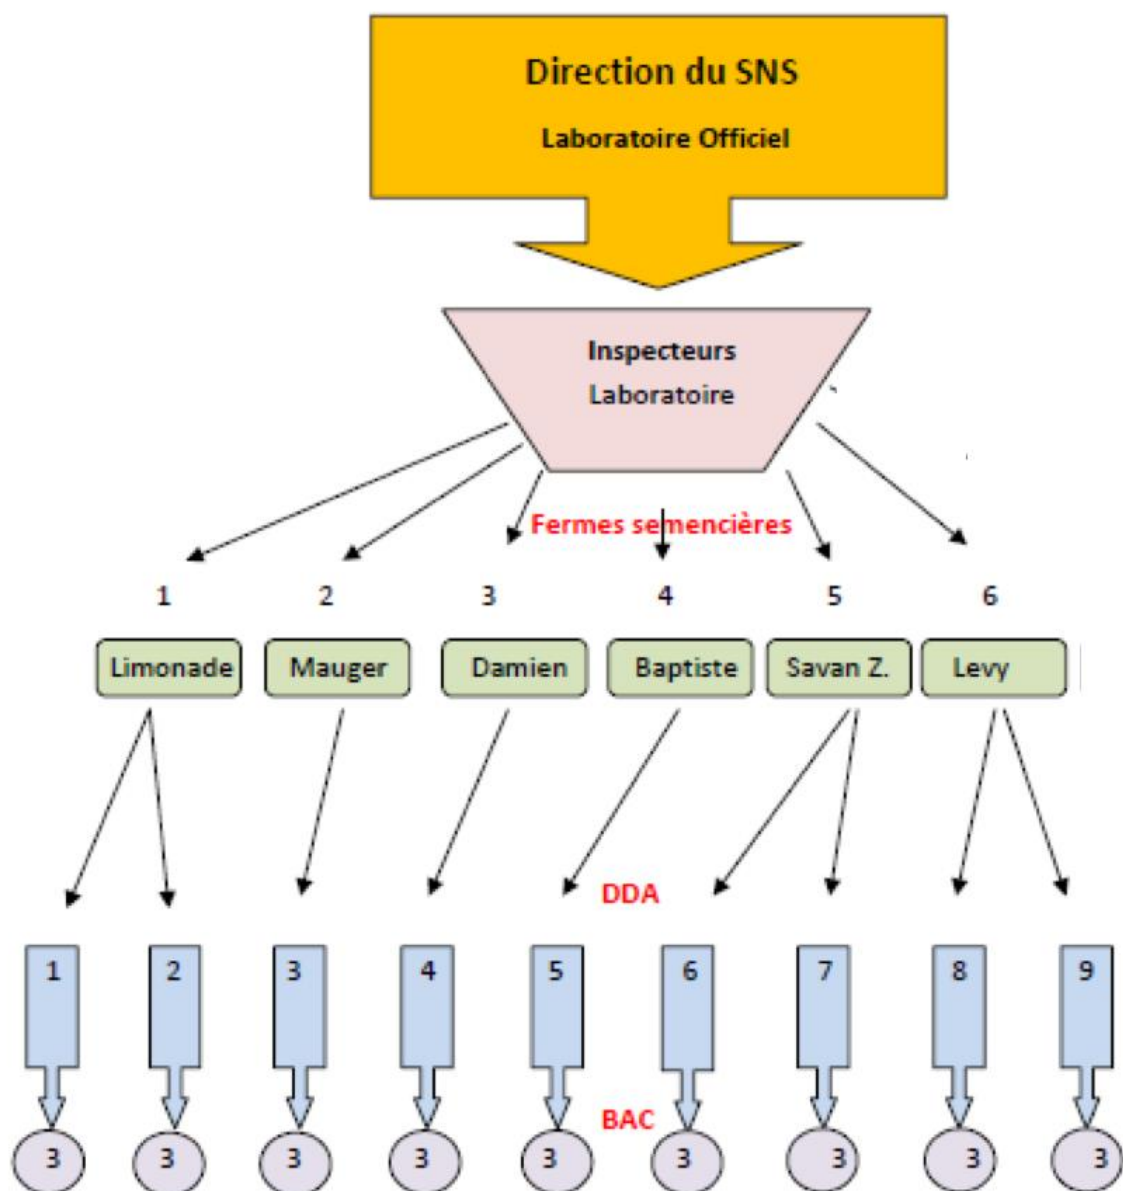 Direction du SNS
Laboratoire Officiel
Inspecteurs
Laboratoire
Fermes semencières
1 2 3 4 5 6
Limonade Mauger Damien Baptiste Savan Z. Levy
DDA
1 2 3 4 5 6 7 8 9
BAC
3 3 3 3 3 3 3 3 3